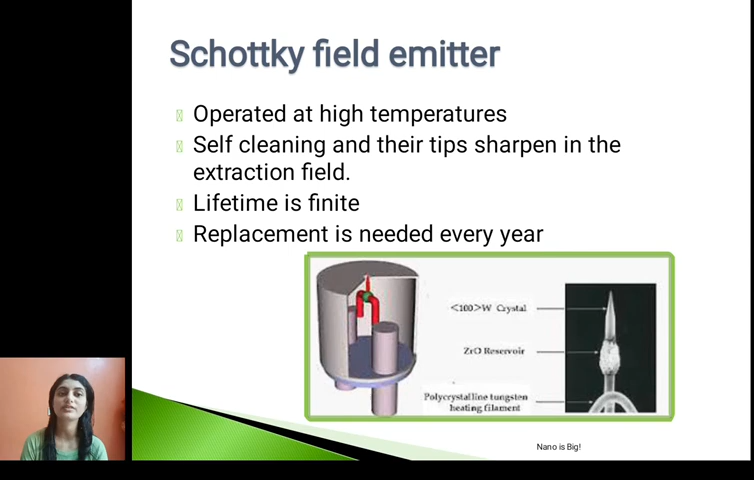 Schottky field emitter
Operated at high temperatures
Self cleaning and their tips sharpen in the
extraction field.
Lifetime is finite
Replacement is needed every year
<100>W Crystal
ZrO Reservoir
Polycrystalline tungsten
heating filament
Nano is Big!